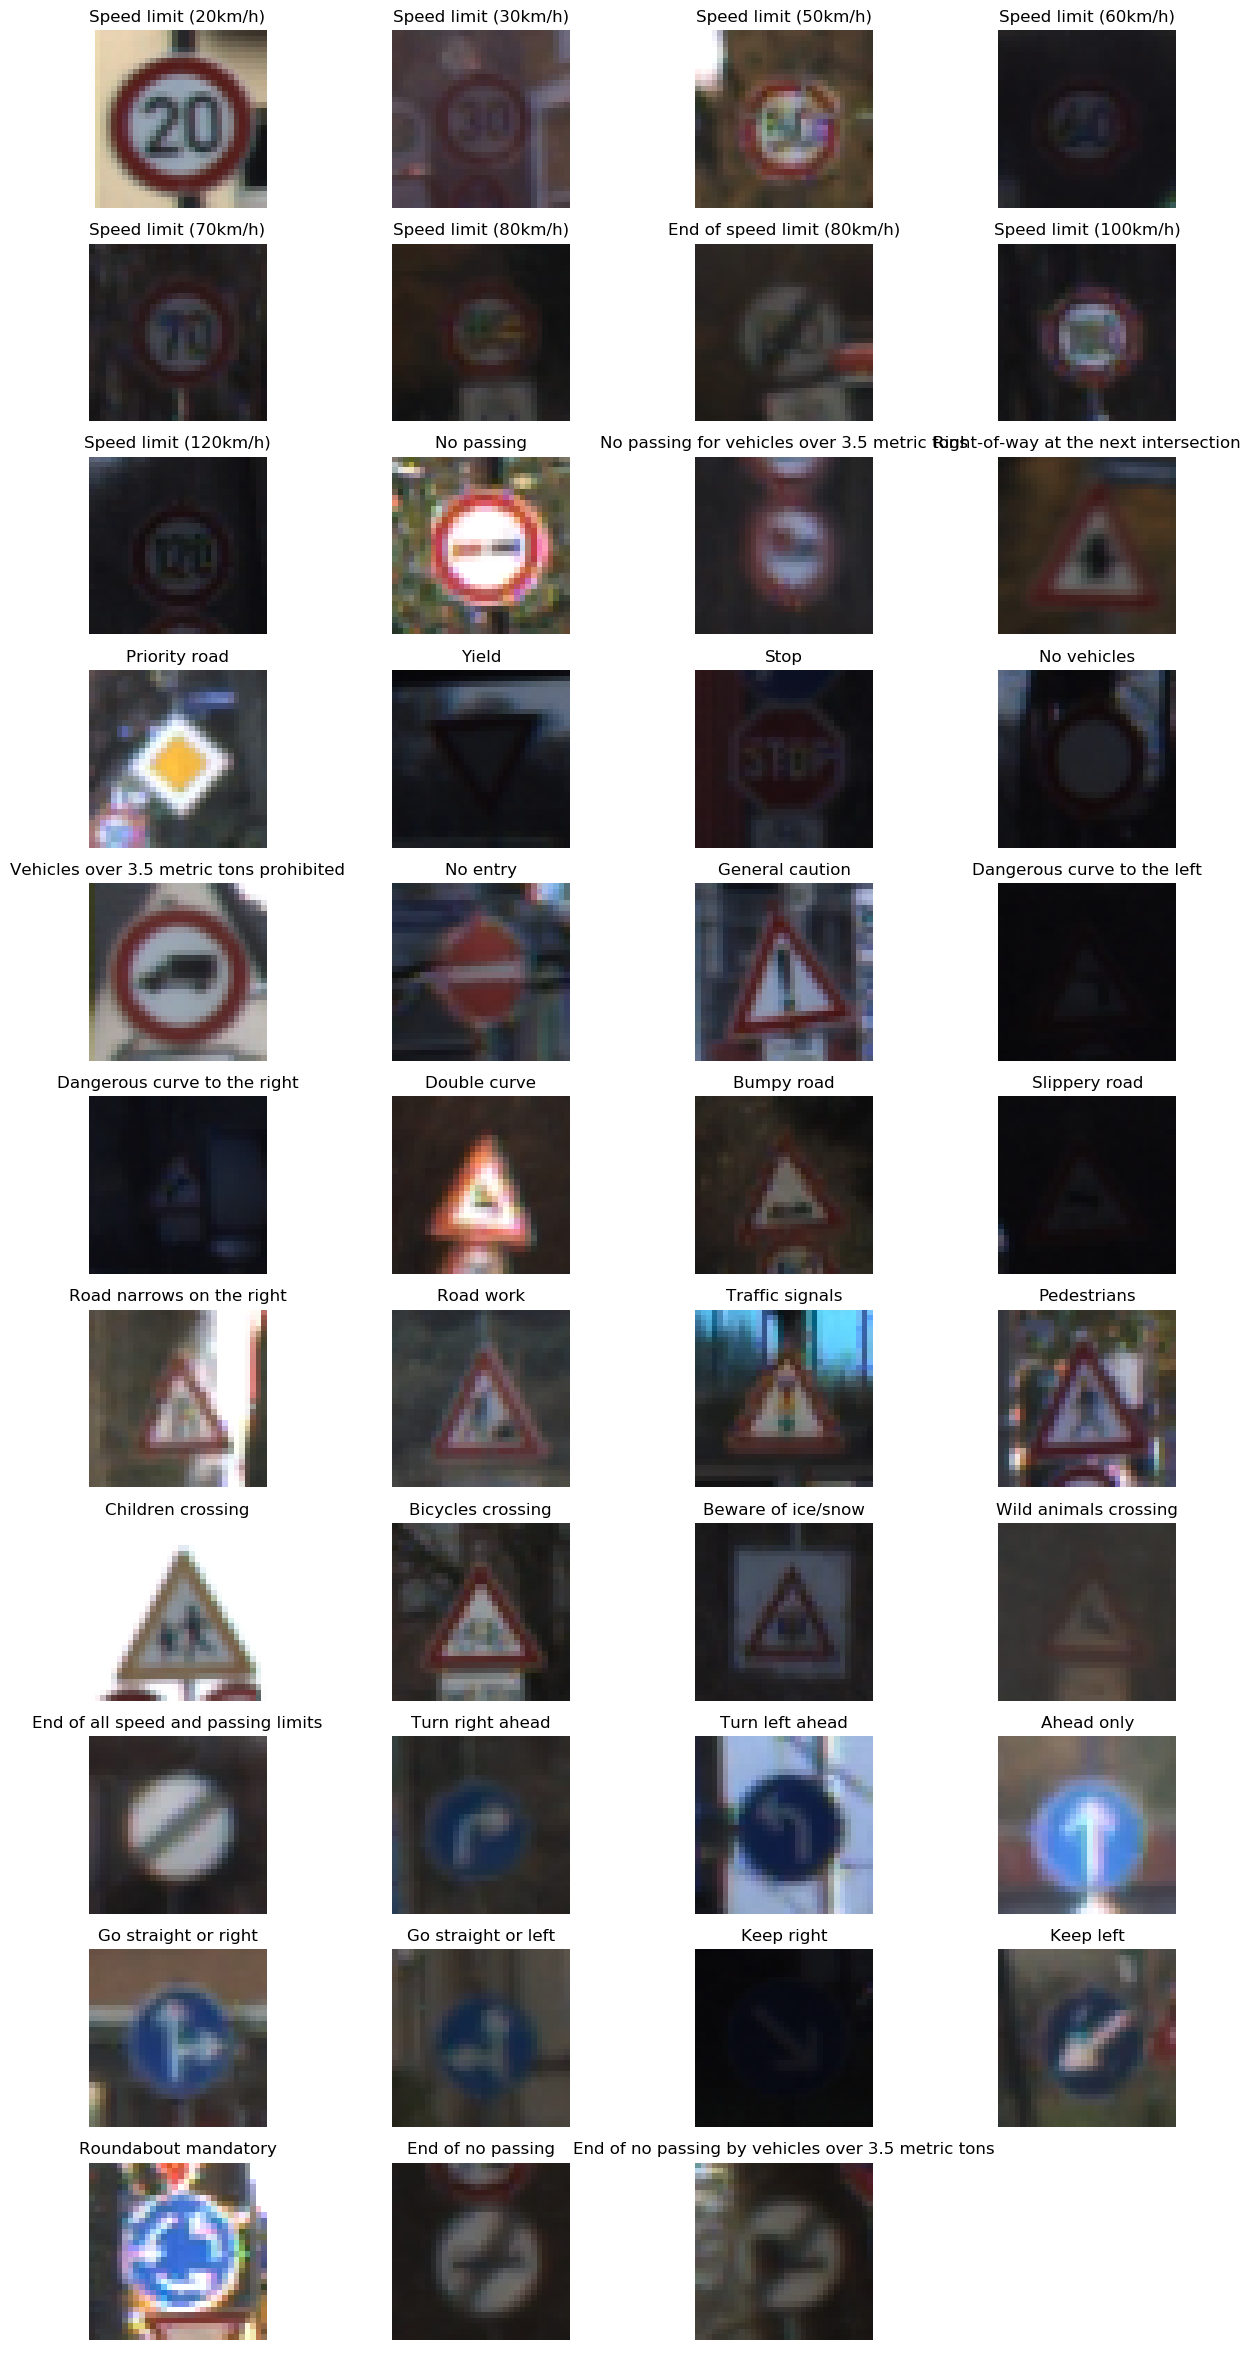 Speed limit (20km/h)
Speed limit (30km/h)
Speed limit (50km/h)
Speed limit (60km/h)
20
30
Speed limit (70km/h)
Speed limit (80km/h)
End of speed limit (80km/h)
Speed limit (100km/h)
70
Speed limit (120km/h)
No passing
No passing for vehicles over 3.5 metric tons
Right-of-way at the next intersection
120
Priority road
Yield
Stop
No vehicles
STOP
Vehicles over 3.5 metric tons prohibited
No entry
General caution
Dangerous curve to the left
Dangerous curve to the right
Double curve
Bumpy road
Slippery road
Road narrows on the right
Road work
Traffic signals
Pedestrians
Children crossing
Bicycles crossing
Beware of ice/snow
Wild animals crossing
End of all speed and passing limits
Turn right ahead
Turn left ahead
Ahead only
Go straight or right
Go straight or left
Keep right
Keep left
Roundabout mandatory
End of no passing
End of no passing by vehicles over 3.5 metric tons